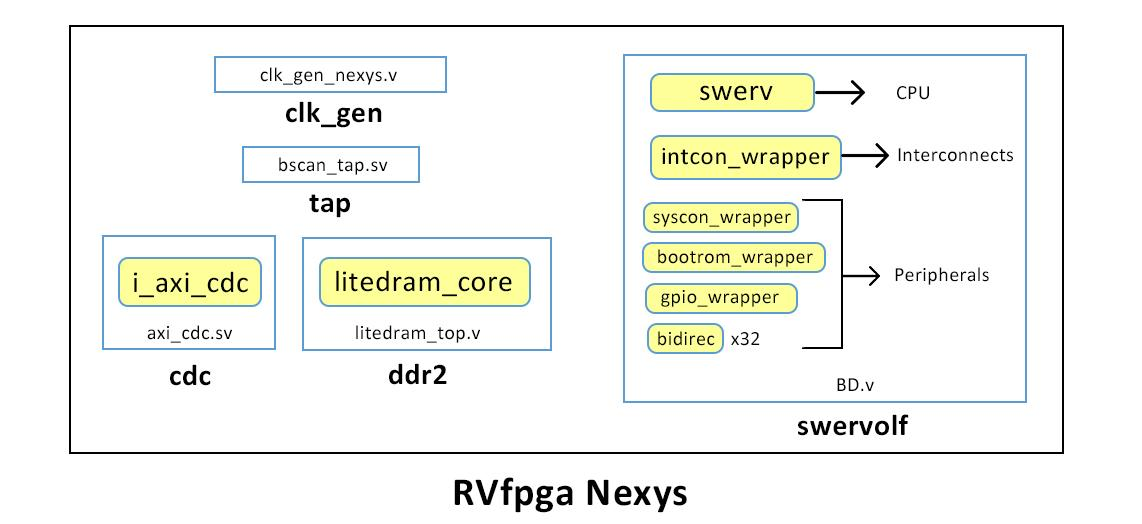 clk_gen_nexys.v
clk_gen
bscan_tap.sv
tap
i_axi_cdc
axi_cdc.sv
cdc
litedram_core
litedram_top.v
ddr2
swerv
CPU
intcon_wrapper
Interconnects
syscon_wrapper
bootrom_wrapper
gpio_wrapper
bidirec x32
Peripherals
BD.v
swervolf
RVfpga Nexys